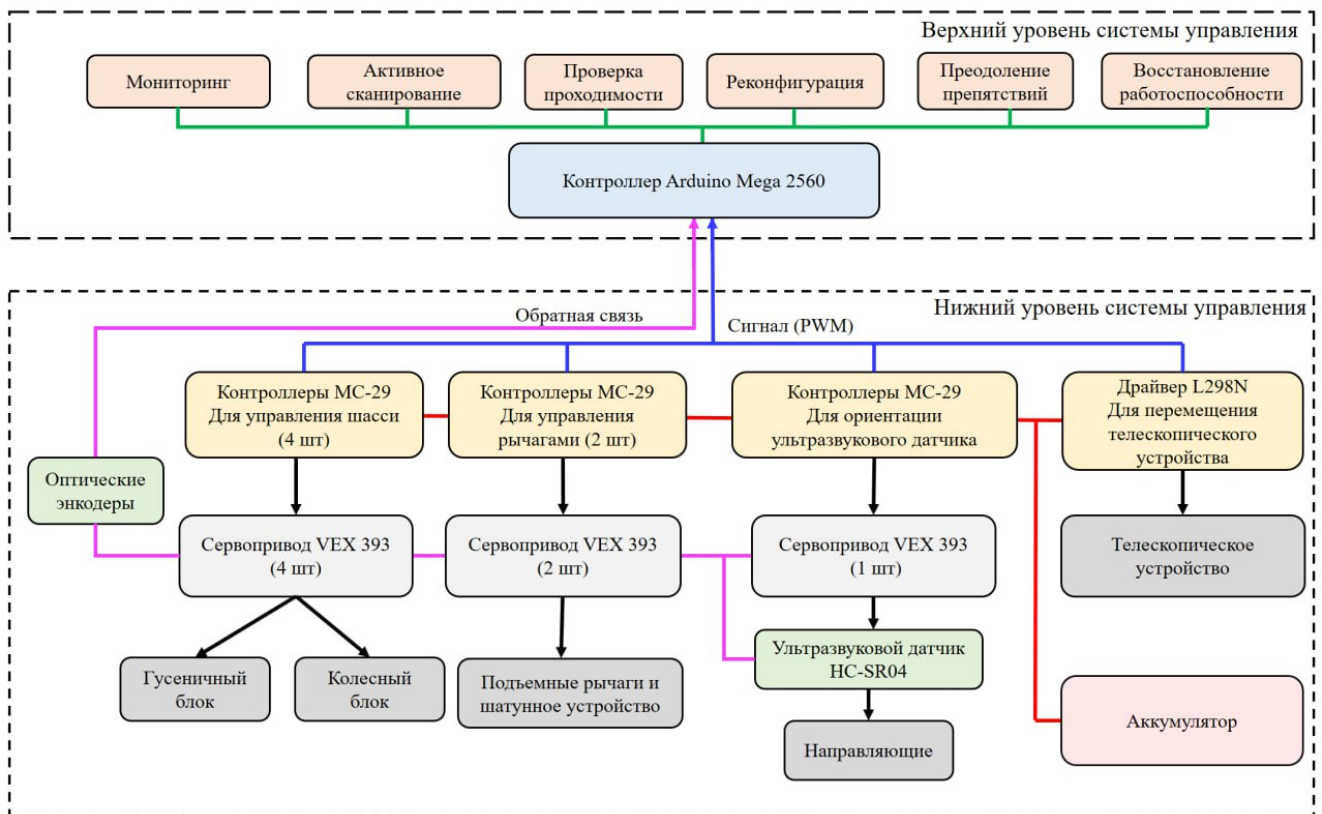 Верхний уровень системы управления
Мониторинг
Активное
сканирование
Проверка
проходимости
Реконфигурация
Преодоление
препятствий
Восстановление
работоспособности
Контроллер Arduino Mega 2560
Нижний уровень системы управления
Обратная связь
Сигнал (PWM)
Контроллеры MC-29
Для управления шасси
(4 шт)
Контроллеры MC-29
Для управления
рычагами (2 шт)
Контроллеры MC-29
Для ориентации
ультразвукового датчика
Драйвер L298N
Для перемещения
телескопического
устройства
Оптические
энкодеры
Сервопривод VEX 393
(4 шт)
Сервопривод VEX 393
(2 шт)
Сервопривод VEX 393
(1 шт)
Телескопическое
устройство
Гусеничный
блок
Колесный
блок
Подъемные рычаги и
шатунное устройство
Ультразвуковой датчик
HC-SR04
Направляющие
Аккумулятор